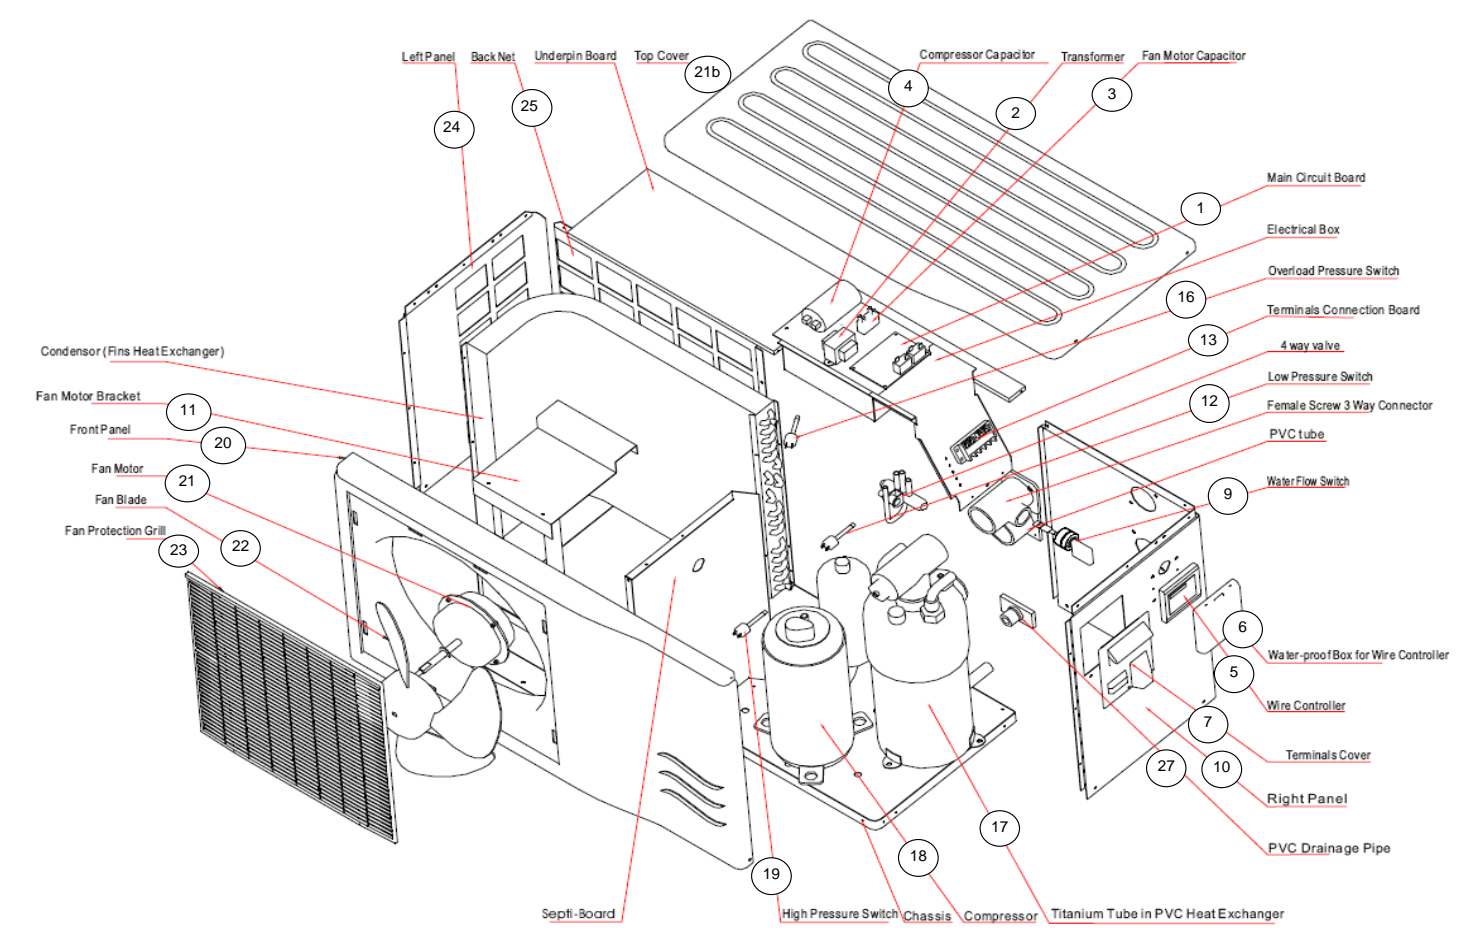 Left Panel
Back Net
Underpin Board
Top Cover
21b
Compressor Capacitor
Transformer
Fan Motor Capacitor
4
2
3
25
24
Main Circuit Board
1
Electrical Box
Overload Pressure Switch
16
Terminals Connection Board
13
4 way valve
Low Pressure Switch
12
Female Screw 3 Way Connector
PVC tube
Water Flow Switch
9
Condensor (Fins Heat Exchanger)
Fan Motor Bracket
11
Front Panel
20
Fan Motor
21
Fan Blade
Fan Protection Grill
22
23
6
Water-proof Box for Wire Controller
5
Wire Controller
7
Terminals Cover
27
10
Right Panel
PVC Drainage Pipe
17
18
19
Septi-Board
High Pressure Switch
Chassis
Compressor
Titanium Tube in PVC Heat Exchanger